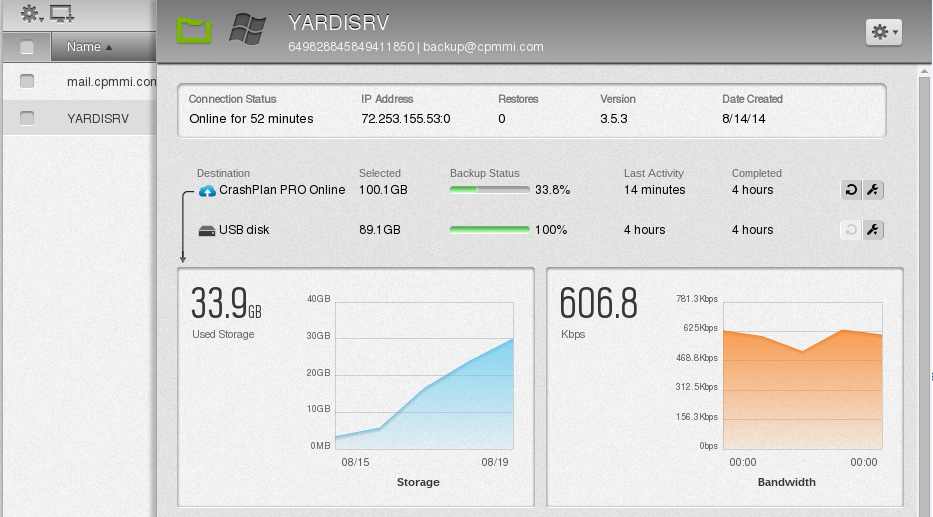 YARDISRV
649828845849411850 | backup@cpmmi.com
Name
mail.cpmmi.com
YARDISRV
Connection Status IP Address Restores Version Date Created
Online for 52 minutes 72.253.155.53:0 0 3.5.3 8/14/14
Destination Selected Backup Status Last Activity Completed
CrashPlan PRO Online 100.1GB 33.8% 14 minutes 4 hours
USB disk 89.1GB 100% 4 hours 4 hours
33.9GB
Used Storage
40GB
30GB
20GB
10GB
0MB
08/15 08/19
Storage
606.8
Kbps
781.3Kbps
625Kbps
468.8Kbps
312.5Kbps
156.3Kbps
0bps
00:00 00:00
Bandwidth